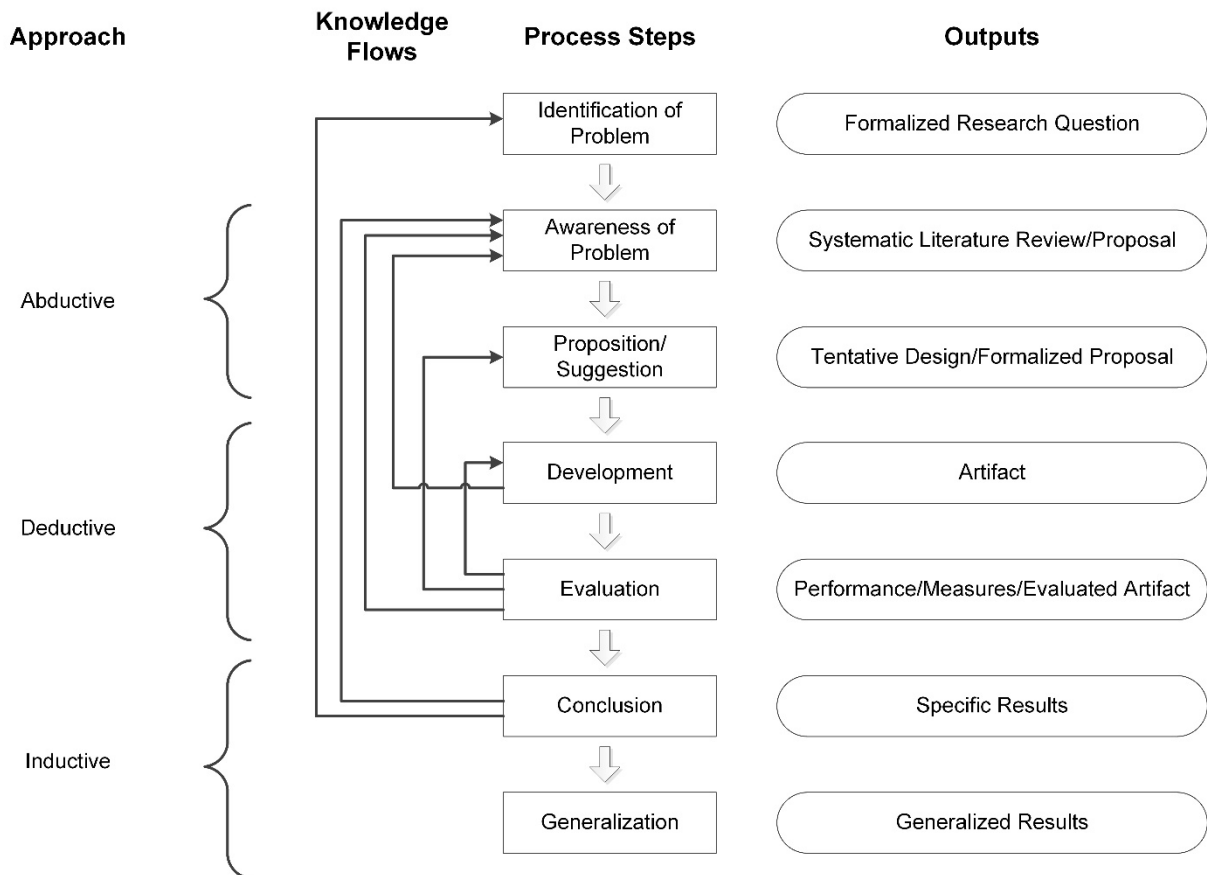 Approach
Knowledge
Flows
Process Steps
Outputs
Identification of
Problem
Formalized Research Question
Awareness of
Problem
Systematic Literature Review/Proposal
Abductive
Proposition/
Suggestion
Tentative Design/Formalized Proposal
Development
Artifact
Deductive
Evaluation
Performance/Measures/Evaluated Artifact
Conclusion
Specific Results
Inductive
Generalization
Generalized Results